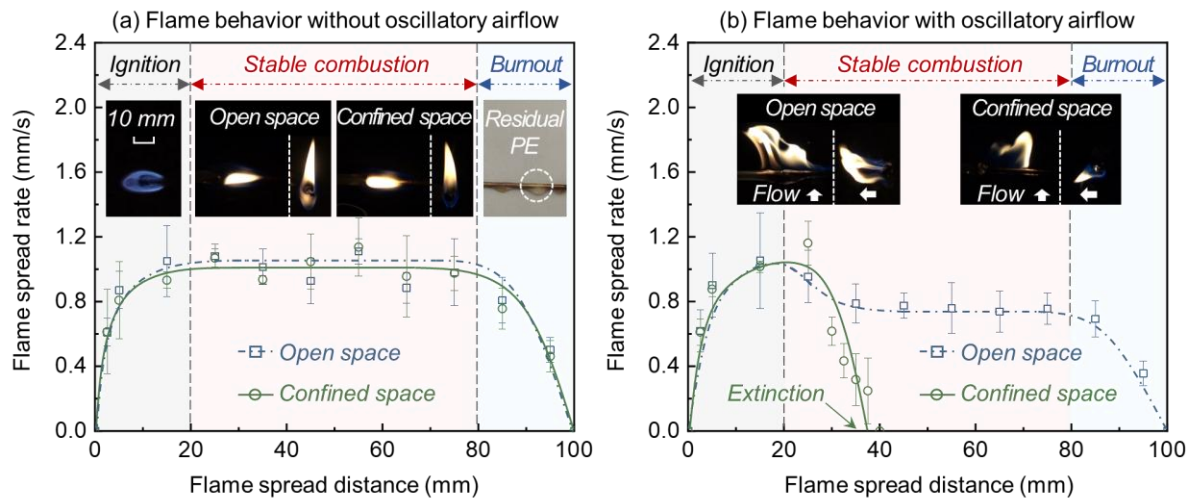 (a) Flame behavior without oscillatory airflow
2.4
2.0
1.6
1.2
0.8
0.4
0.0
Flame spread rate (mm/s)
Ignition
Stable combustion
Burnout
10 mm
Open space
Confined space
Residual
PE
Open space
Confined space
0 20 40 60 80 100
Flame spread distance (mm)
(b) Flame behavior with oscillatory airflow
2.4
2.0
1.6
1.2
0.8
0.4
0.0
Flame spread rate (mm/s)
Ignition
Stable combustion
Burnout
Open space
Flow
Confined space
Flow
Open space
Confined space
Extinction
0 20 40 60 80 100
Flame spread distance (mm)